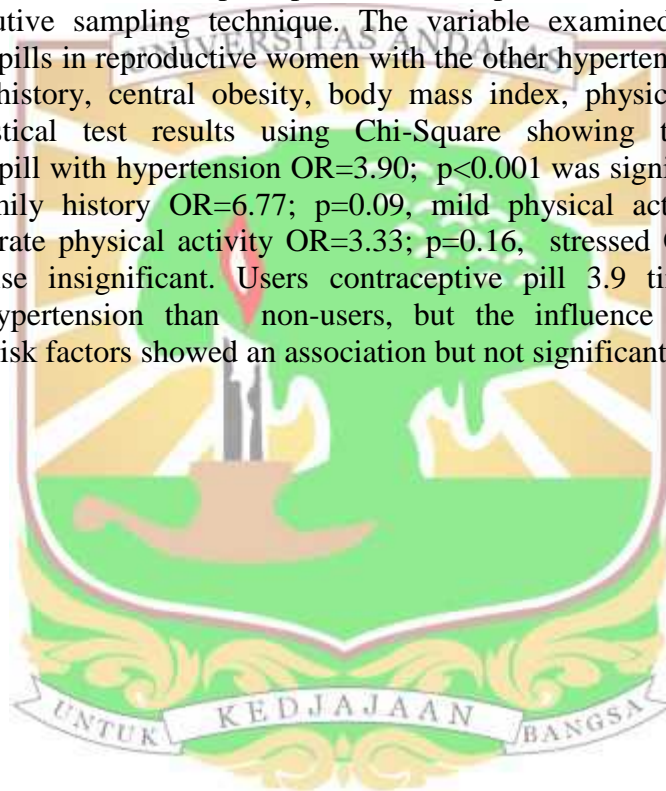 utive sampling technique. The variable examined
UNIVERSITAS ANDALAS
pills in reproductive women with the other hyperten
history, central obesity, body mass index, physic
stical test results using Chi-Square showing t
pill with hypertension OR=3.90; p<0.001 was signi
mily history OR=6.77; p=0.09, mild physical act
rate physical activity OR=3.33; p=0.16, stressed
se insignificant. Users contraceptive pill 3.9 ti
ypertension than non-users, but the influence
risk factors showed an association but not significant
UNTUK KEDJAJAAN BANGSA